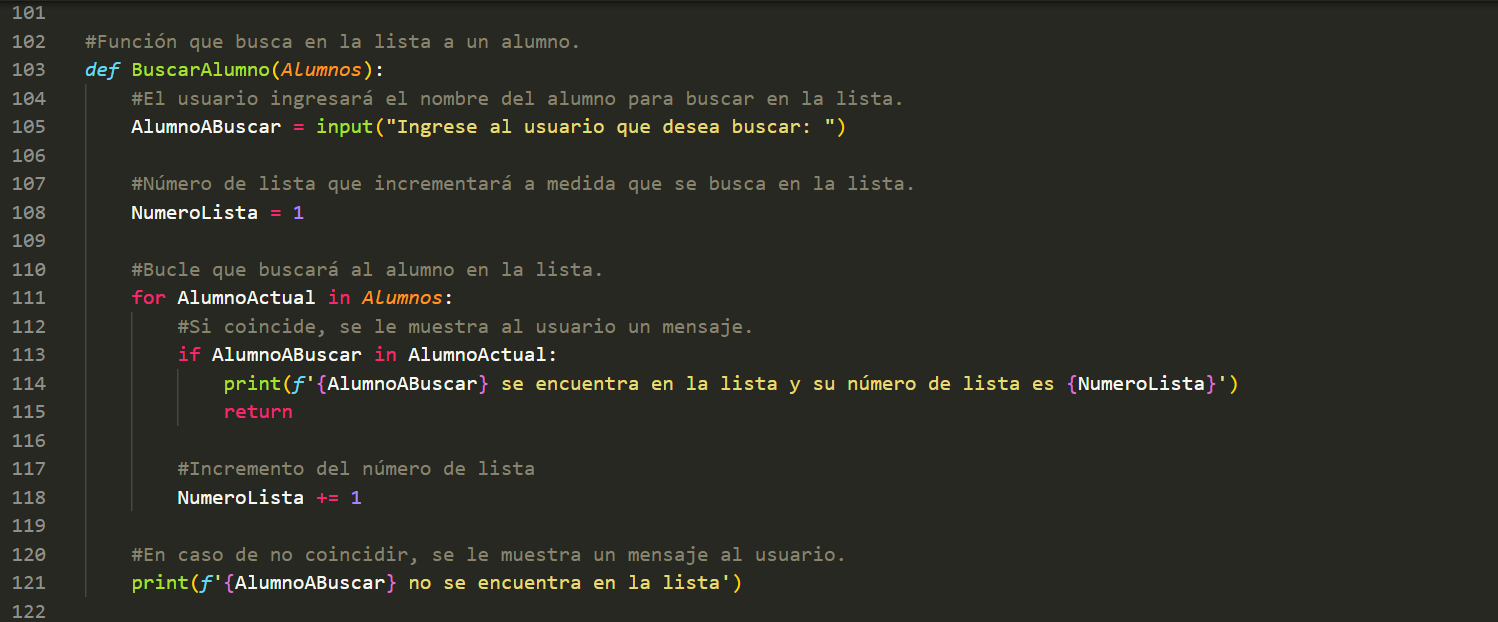 101
102 #Función que busca en la lista a un alumno.
103 def BuscarAlumno(Alumnos):
104     #El usuario ingresará el nombre del alumno para buscar en la lista.
105     AlumnoABuscar = input("Ingrese al usuario que desea buscar: ")
106
107     #Número de lista que incrementará a medida que se busca en la lista.
108     NumeroLista = 1
109
110     #Bucle que buscará al alumno en la lista.
111     for AlumnoActual in Alumnos:
112         #Si coincide, se le muestra al usuario un mensaje.
113         if AlumnoABuscar in AlumnoActual:
114             print(f'{AlumnoABuscar} se encuentra en la lista y su número de lista es {NumeroLista}')
115             return
116
117         #Incremento del número de lista
118         NumeroLista += 1
119
120     #En caso de no coincidir, se le muestra un mensaje al usuario.
121     print(f'{AlumnoABuscar} no se encuentra en la lista')
122